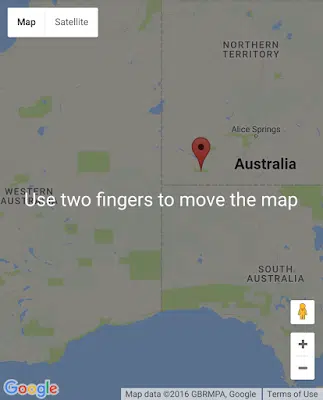 Map Satellite
NORTHERN
TERRITORY
Alice Springs
Australia
WESTERN
AUSTRALIA
Use two fingers to move the map
SOUTH
AUSTRALIA
+
−
Google
Map data ©2016 GBRMPA, Google Terms of Use